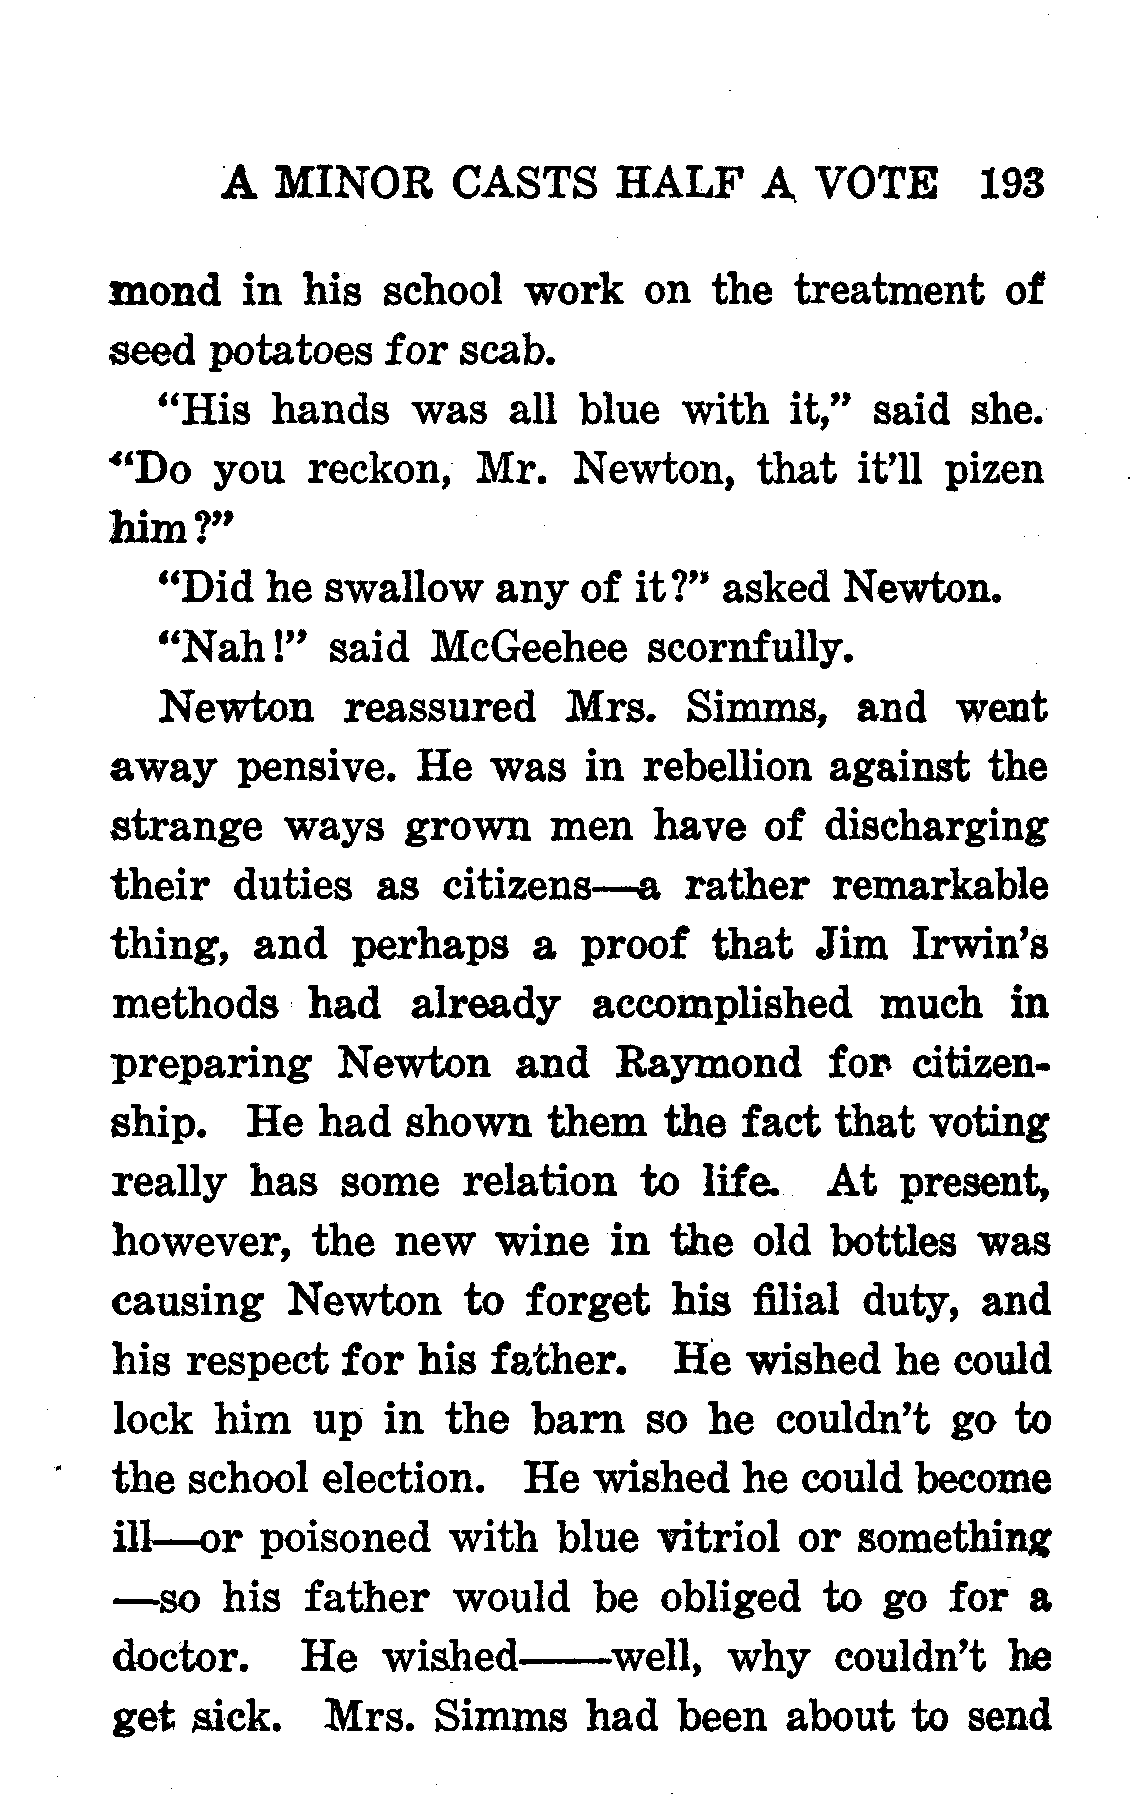 A MINOR CASTS HALF A VOTE 193
mond in his school work on the treatment of
seed potatoes for scab.
“His hands was all blue with it,” said she.
“Do you reckon, Mr. Newton, that it’ll pizen
him?”
“Did he swallow any of it?” asked Newton.
“Nah!” said McGeehee scornfully.
Newton reassured Mrs. Simms, and went
away pensive. He was in rebellion against the
strange ways grown men have of discharging
their duties as citizens—a rather remarkable
thing, and perhaps a proof that Jim Irwin’s
methods had already accomplished much in
preparing Newton and Raymond for citizen-
ship. He had shown them the fact that voting
really has some relation to life. At present,
however, the new wine in the old bottles was
causing Newton to forget his filial duty, and
his respect for his father. He wished he could
lock him up in the barn so he couldn’t go to
the school election. He wished he could become
ill—or poisoned with blue vitriol or something
—so his father would be obliged to go for a
doctor. He wished——well, why couldn’t he
get sick. Mrs. Simms had been about to send